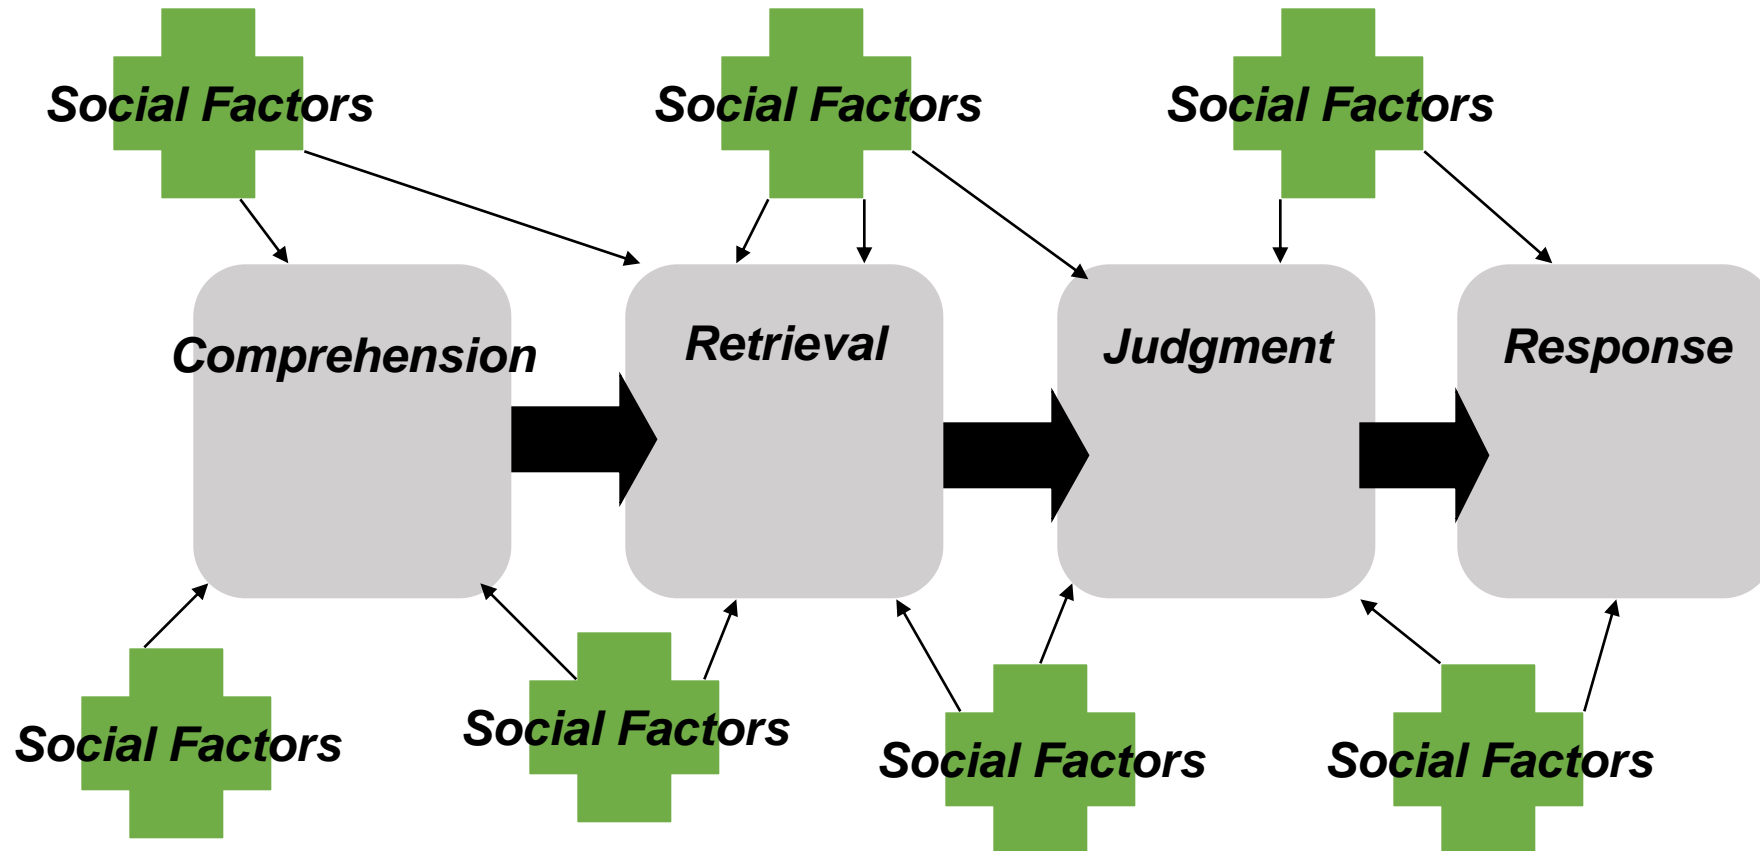 Social Factors
Social Factors
Social Factors
Comprehension
Retrieval
Judgment
Response
Social Factors
Social Factors
Social Factors
Social Factors